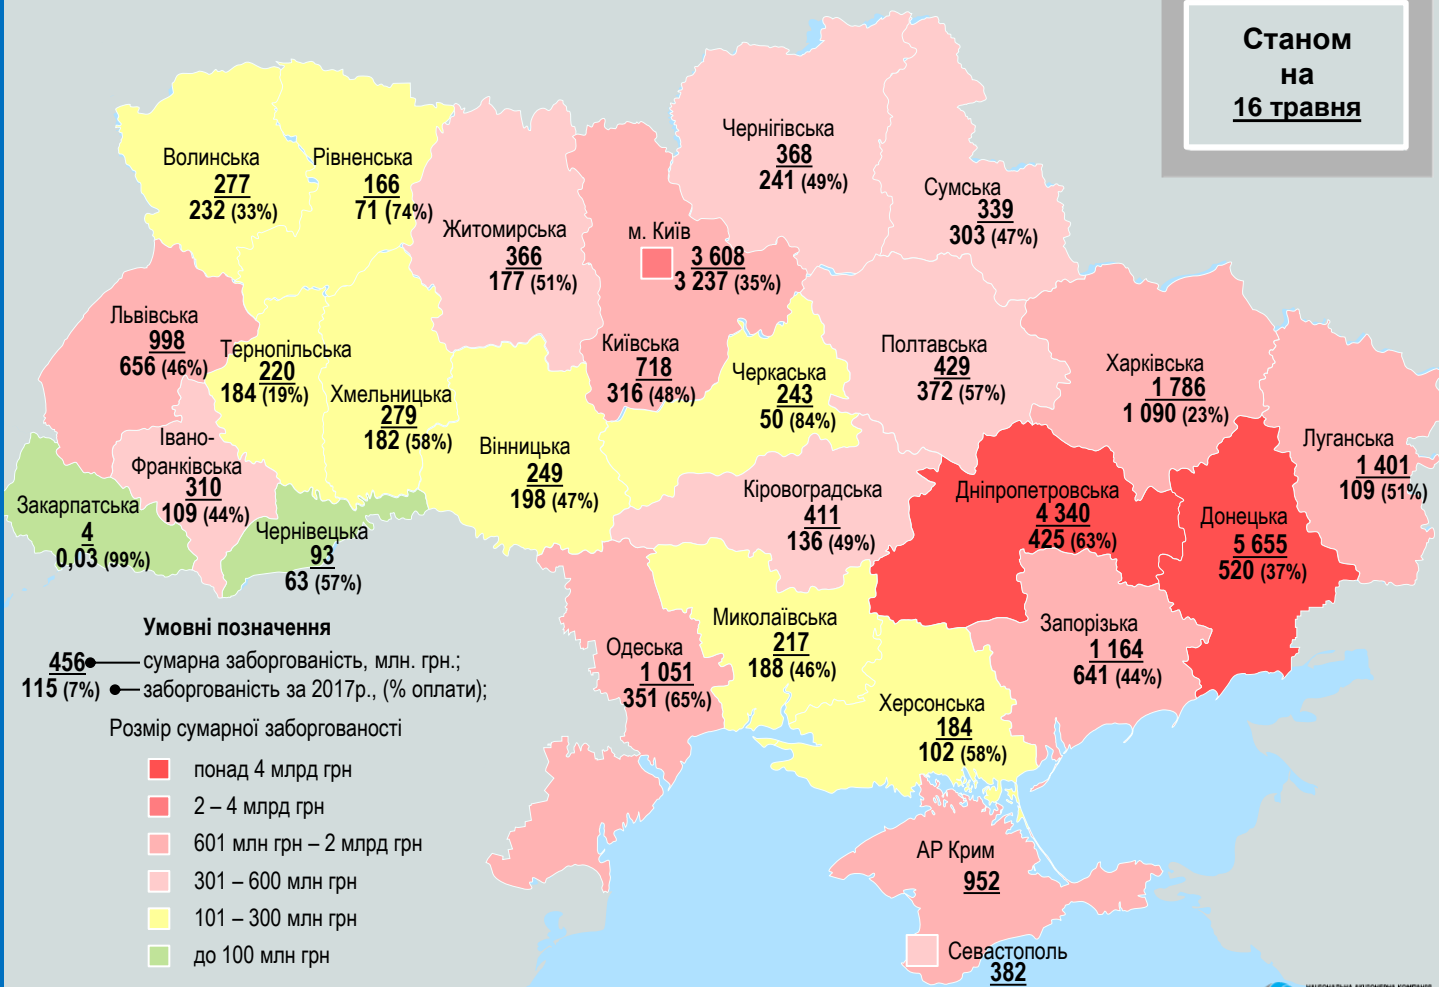 Станом
на
16 травня
Чернігівська
368
241 (49%)
Волинська
277
232 (33%)
Рівненська
166
71 (74%)
Сумська
339
303 (47%)
Житомирська
366
177 (51%)
м. Київ
3 608
3 237 (35%)
Львівська
998
656 (46%)
Тернопільська
220
184 (19%)
Хмельницька
279
182 (58%)
Київська
718
316 (48%)
Черкаська
243
50 (84%)
Полтавська
429
372 (57%)
Харківська
1 786
1 090 (23%)
Луганська
1 401
109 (51%)
Івано-
Франківська
310
109 (44%)
Вінницька
249
198 (47%)
Кіровоградська
411
136 (49%)
Дніпропетровська
4 340
425 (63%)
Донецька
5 655
520 (37%)
Закарпатська
4
0,03 (99%)
Чернівецька
93
63 (57%)
Одеська
1 051
351 (65%)
Миколаївська
217
188 (46%)
Запорізька
1 164
641 (44%)
Херсонська
184
102 (58%)
АР Крим
952
Севастополь
382
Умовні позначення
456 сумарна заборгованість, млн. грн.;
115 (7%) заборгованість за 2017р., (% оплати);
Розмір сумарної заборгованості
понад 4 млрд грн
2 – 4 млрд грн
601 млн грн – 2 млрд грн
301 – 600 млн грн
101 – 300 млн грн
до 100 млн грн